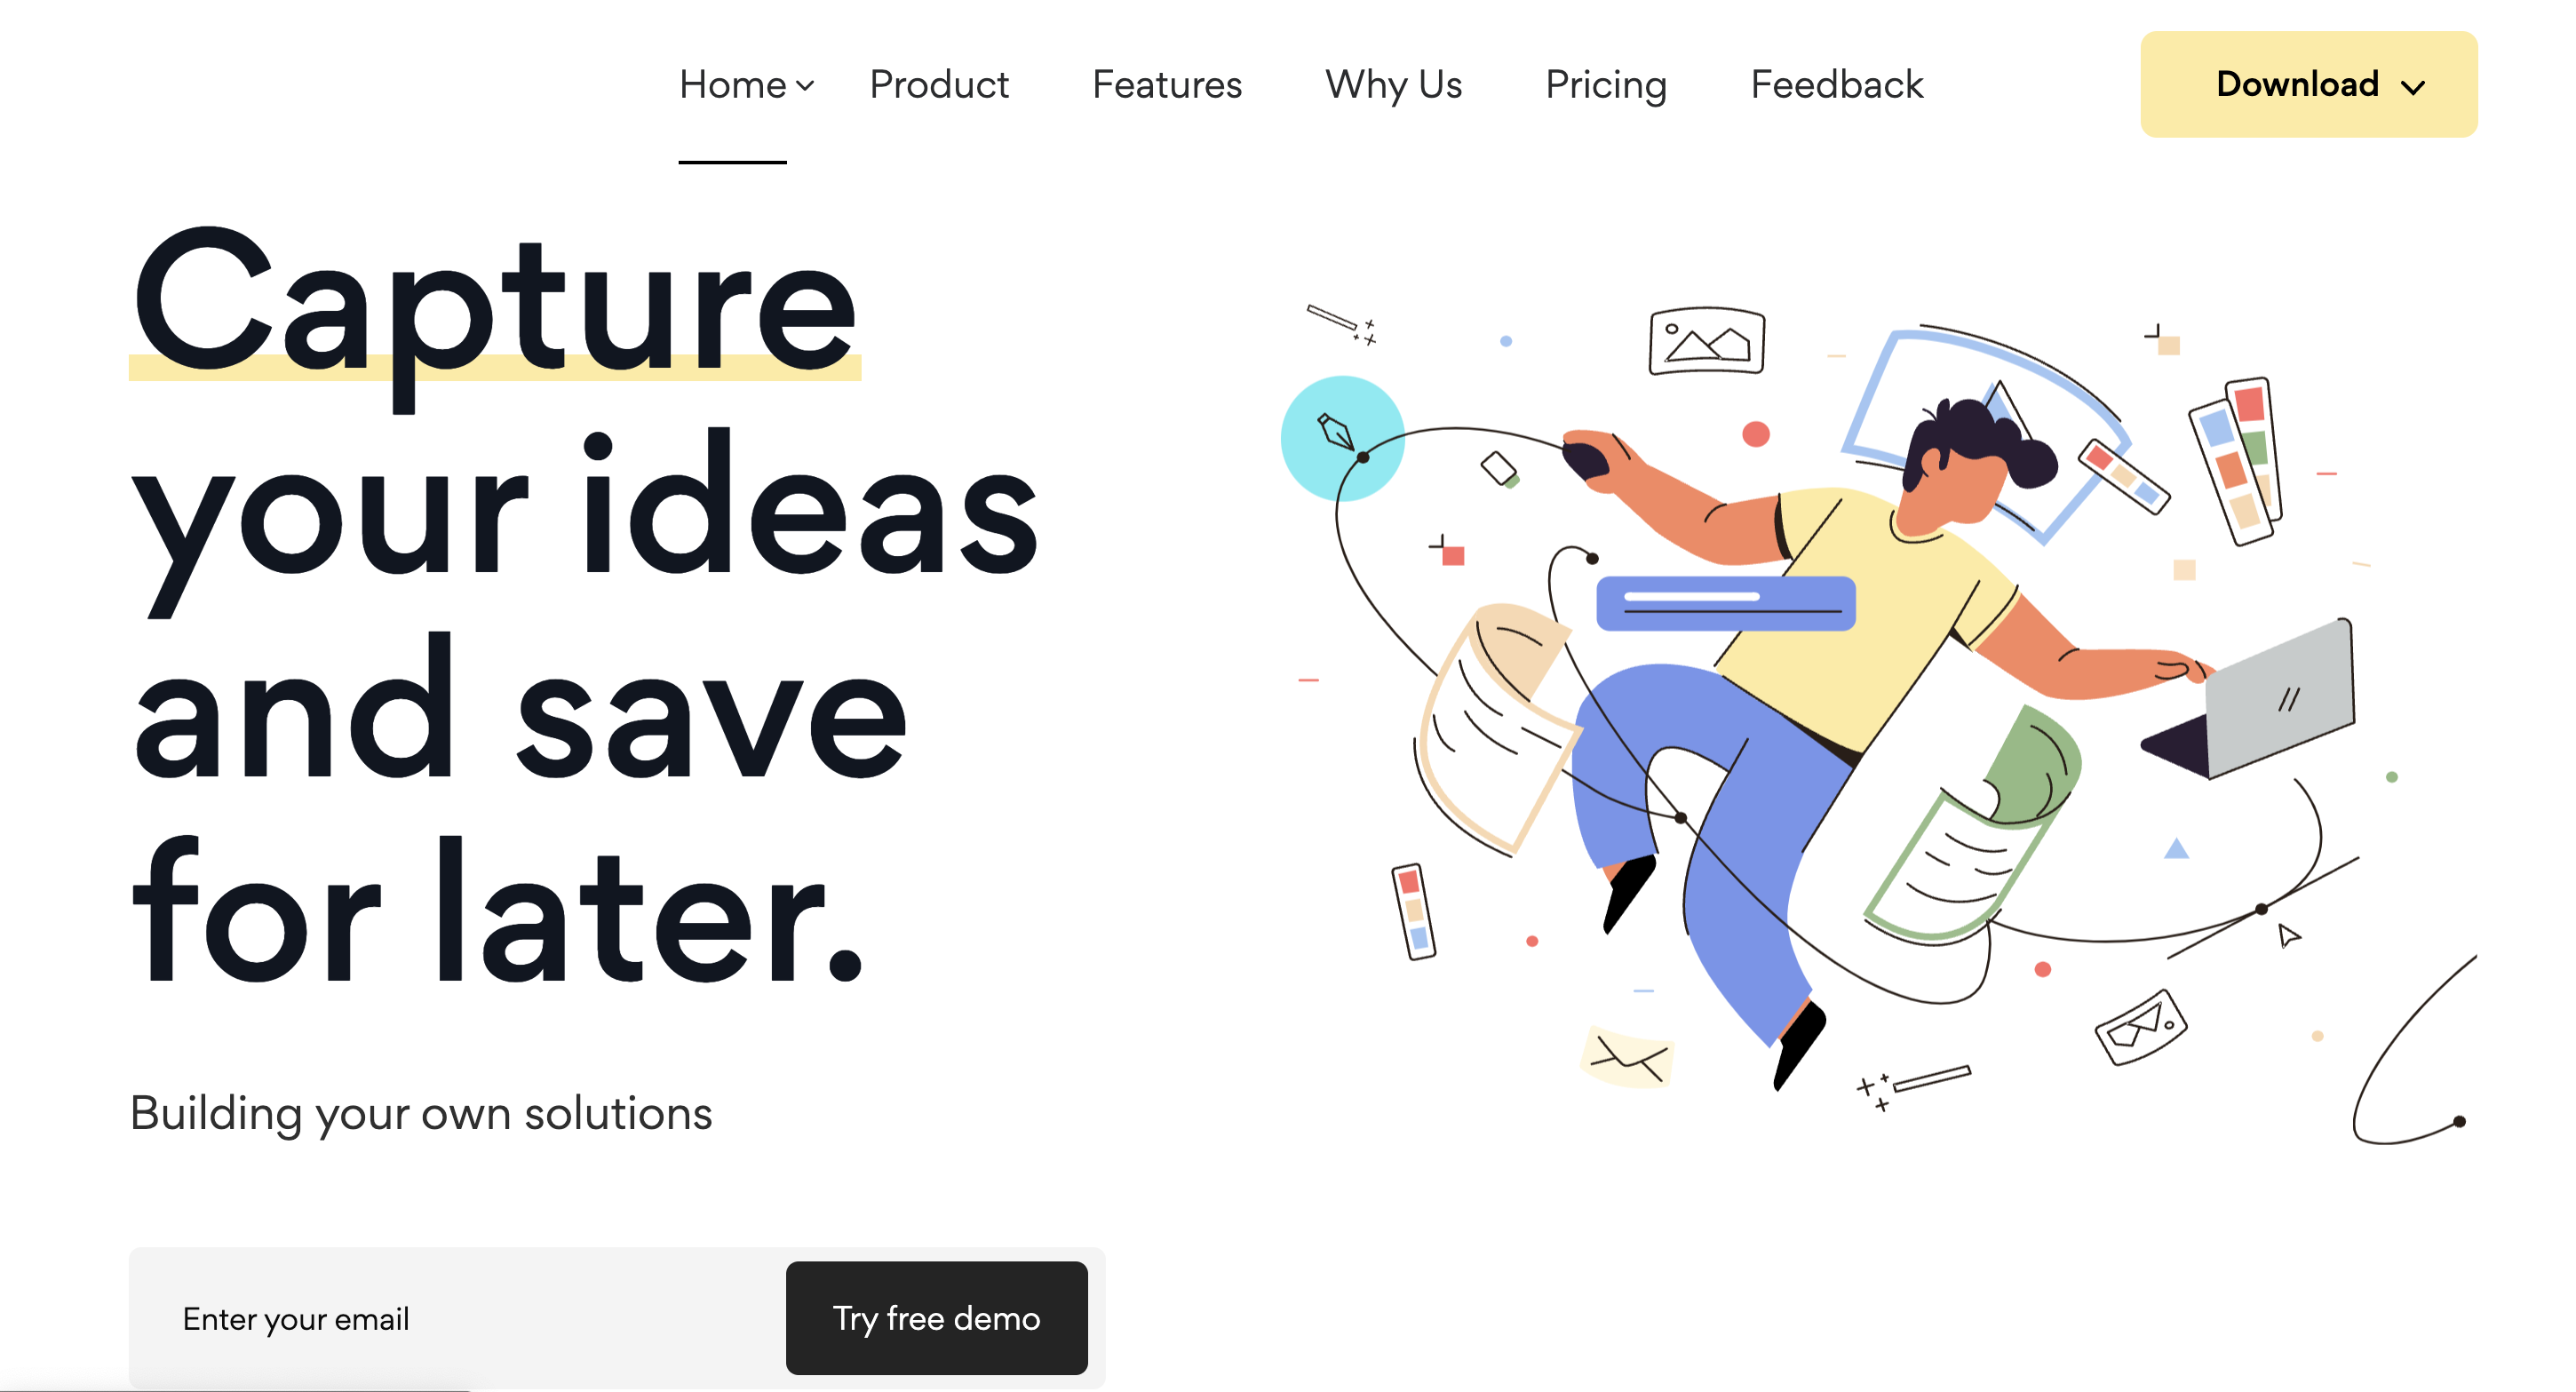 Home
Product
Features
Why Us
Pricing
Feedback
Download
Capture
your ideas
and save
for later.
Building your own solutions
Enter your email
Try free demo